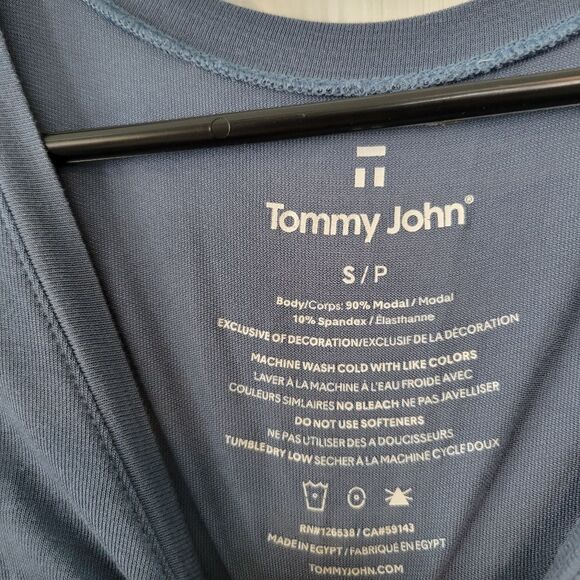 Tommy John®
S / P
Body/Corps: 90% Modal / Modal
10% Spandex / Élasthanne
EXCLUSIVE OF DECORATION/EXCLUSIF DE LA DÉCORATION
MACHINE WASH COLD WITH LIKE COLORS
LAVER À LA MACHINE À L'EAU FROIDE AVEC
COULEURS SIMLAIRES NO BLEACH NE PAS JAVELLISER
DO NOT USE SOFTENERS
NE PAS UTILISER DES A DOUCISSEURS
TUMBLE DRY LOW SECHER À LA MACHINE CYCLE DOUX
RN#126538 / CA#59143
MADE IN EGYPT / FABRIQUÉ EN EGYPT
TOMMYJOHN.COM